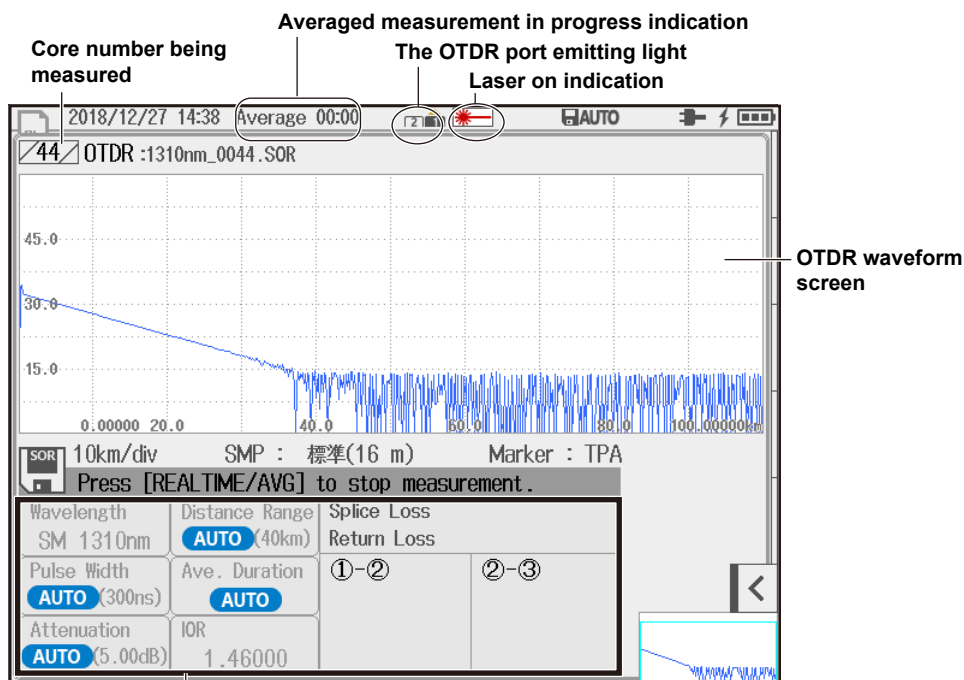 Averaged measurement in progress indication
Core number being measured
The OTDR port emitting light
Laser on indication
2018/12/27 14:38 Average 00:00 2 AUTO
44 OTDR :1310nm_0044.SOR
45.0
30.0
15.0
0.00000 20.0 40.0 60.0 80.0 100.00000km
OTDR waveform screen
SOR 10km/div SMP : 標準(16 m) Marker : TPA
Press [REALTIME/AVG] to stop measurement.
Wavelength
SM 1310nm
Distance Range
AUTO (40km)
Splice Loss
Return Loss
Pulse Width
AUTO (300ns)
Ave. Duration
AUTO
①-② ②-③
Attenuation
AUTO (5.00dB)
IOR
1.46000